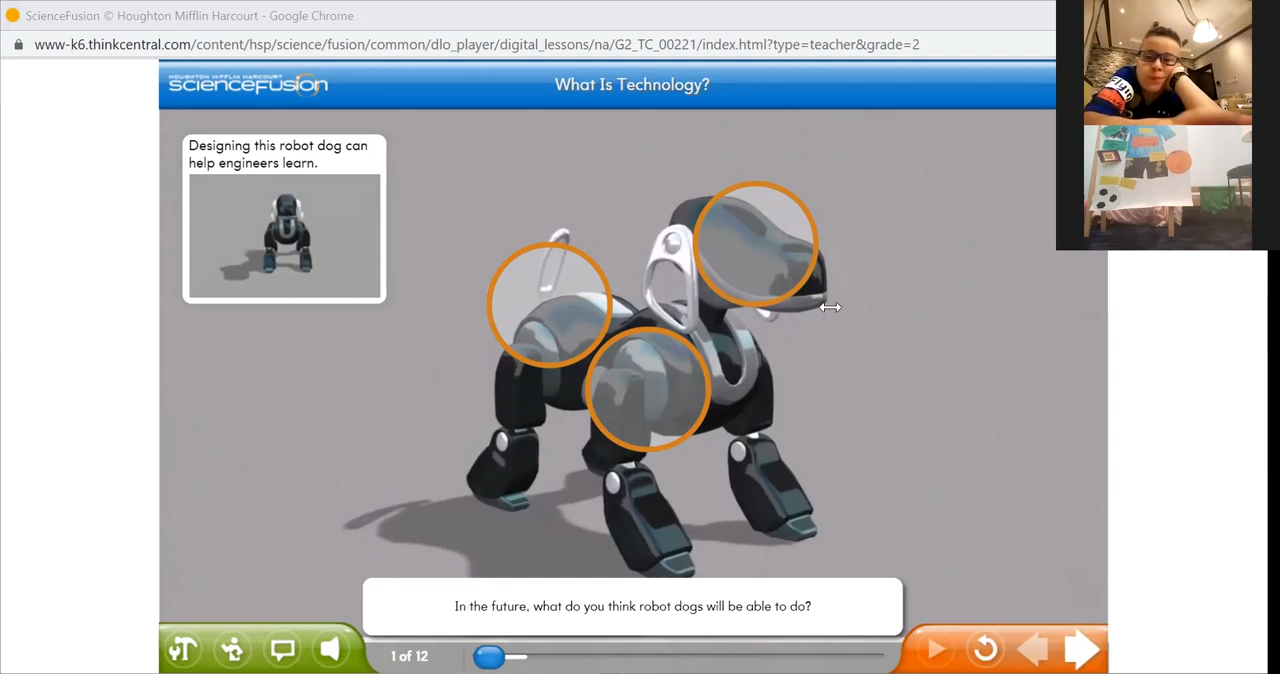 ScienceFusion © Houghton Mifflin Harcourt - Google Chrome
www-k6.thinkcentral.com/content/hsp/science/fusion/common/dlo_player/digital_lessons/na/G2_TC_00221/index.html?type=teacher&grade=2
HOUGHTON MIFFLIN HARCOURT
scienceFusion
What Is Technology?
Designing this robot dog can
help engineers learn.
In the future, what do you think robot dogs will be able to do?
1 of 12